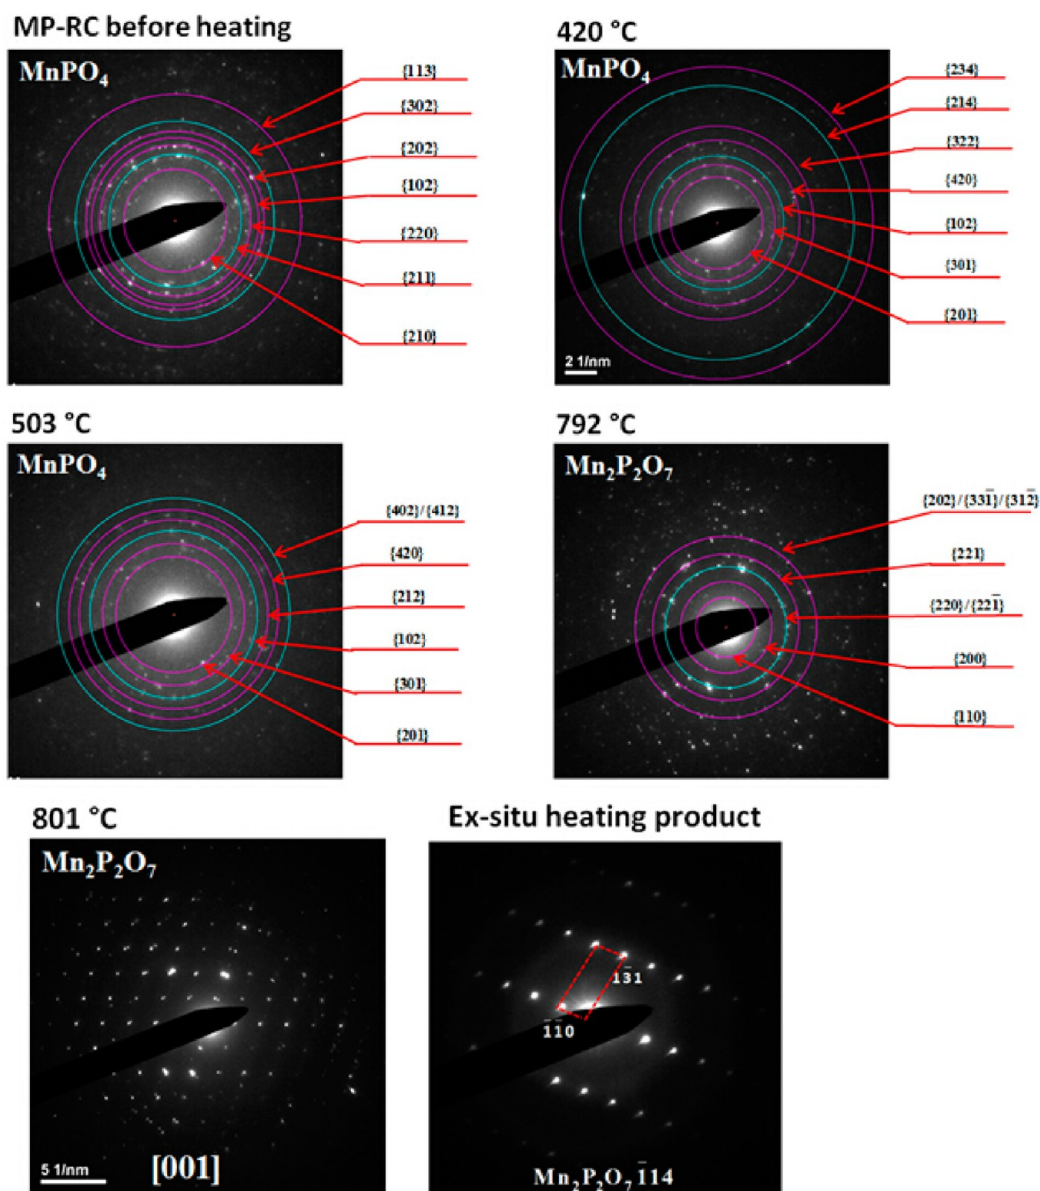 MP-RC before heating
MnPO₄
{113}
{302}
{202}
{102}
{220}
{211}
{210}
420 °C
MnPO₄
{234}
{214}
{322}
{420}
{102}
{301}
{201}
2 1/nm
503 °C
MnPO₄
{402}/{412}
{420}
{212}
{102}
{301}
{201}
792 °C
Mn₂P₂O₇
{202}/{331̄}/{312̄}
{221}
{220}/{221̄}
{200}
{110}
801 °C
Mn₂P₂O₇
[001]
5 1/nm
Ex-situ heating product
13̄1
1̄1̄0
Mn₂P₂O₇ 1̄14